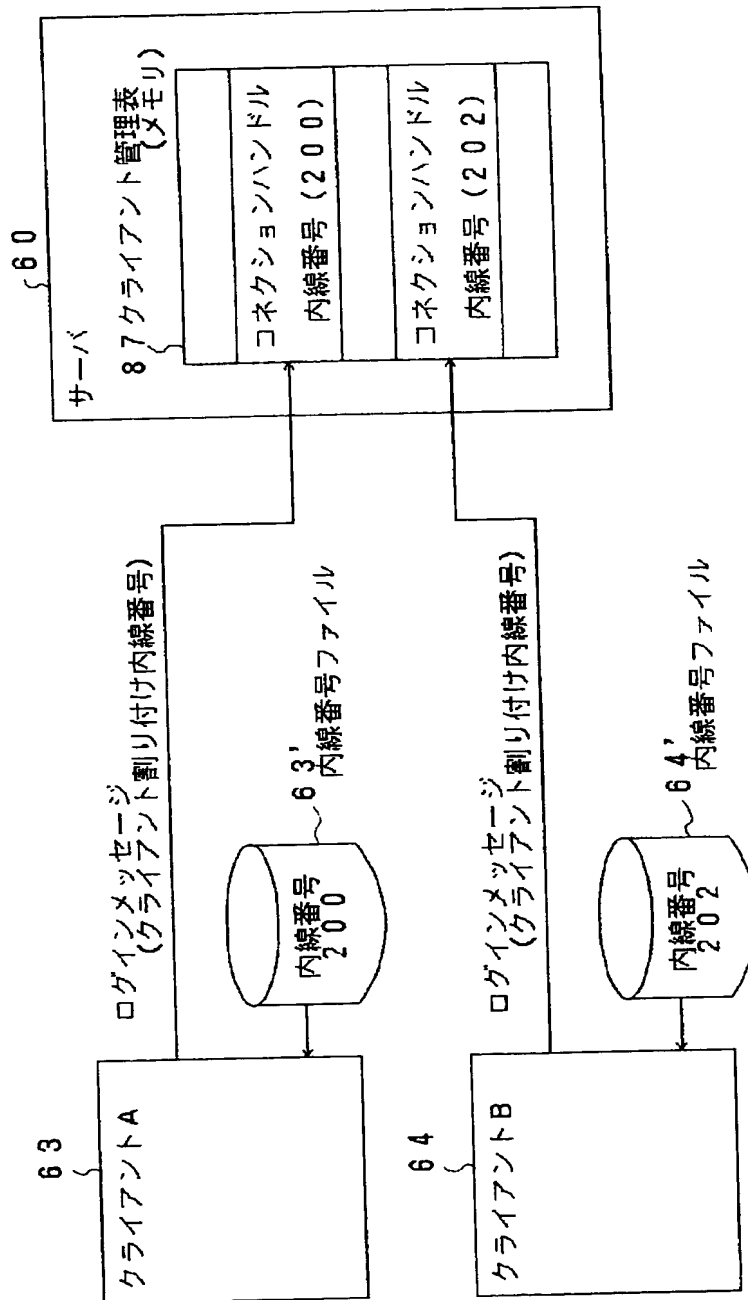 ６０
サーバ
８７クライアント管理表
(メモリ)
コネクションハンドル
内線番号(２００)
コネクションハンドル
内線番号(２０２)
ログインメッセージ
(クライアント割り付け内線番号)
６３'
内線番号ファイル
内線番号
２００
６３
クライアントＡ
ログインメッセージ
(クライアント割り付け内線番号)
６４'
内線番号ファイル
内線番号
２０２
６４
クライアントＢ